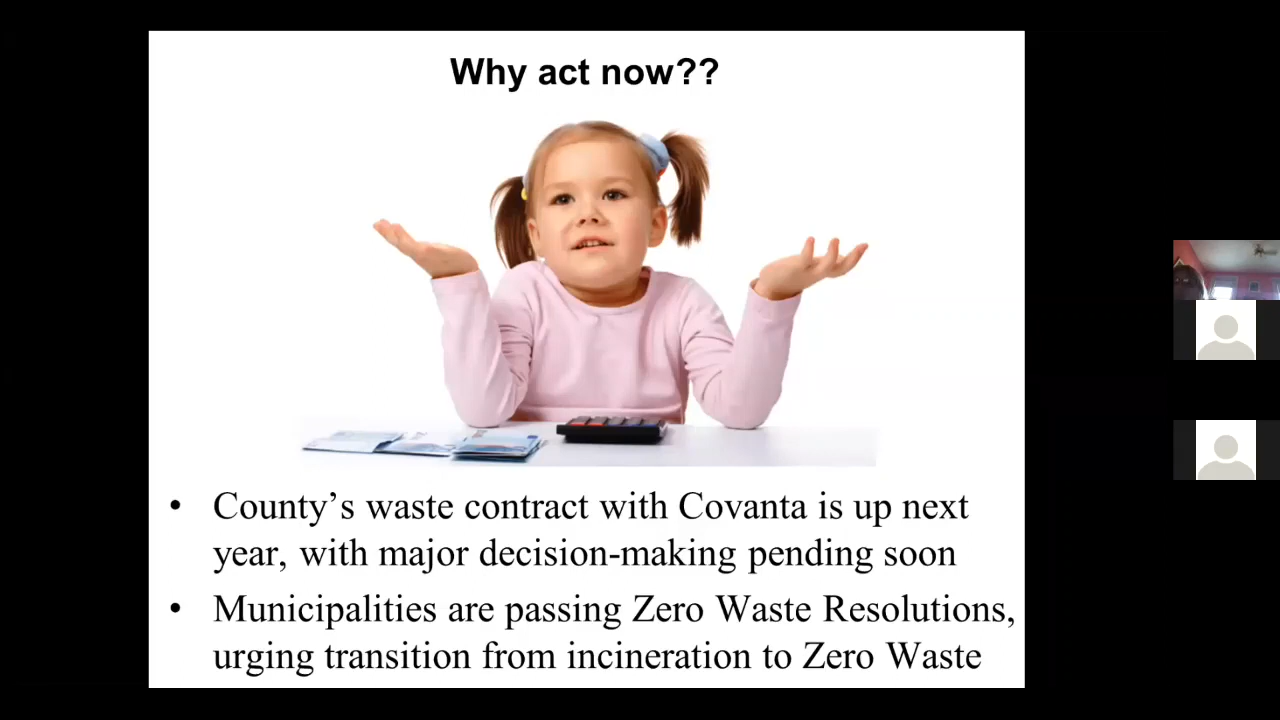 Why act now??
• County’s waste contract with Covanta is up next
year, with major decision-making pending soon
• Municipalities are passing Zero Waste Resolutions,
urging transition from incineration to Zero Waste